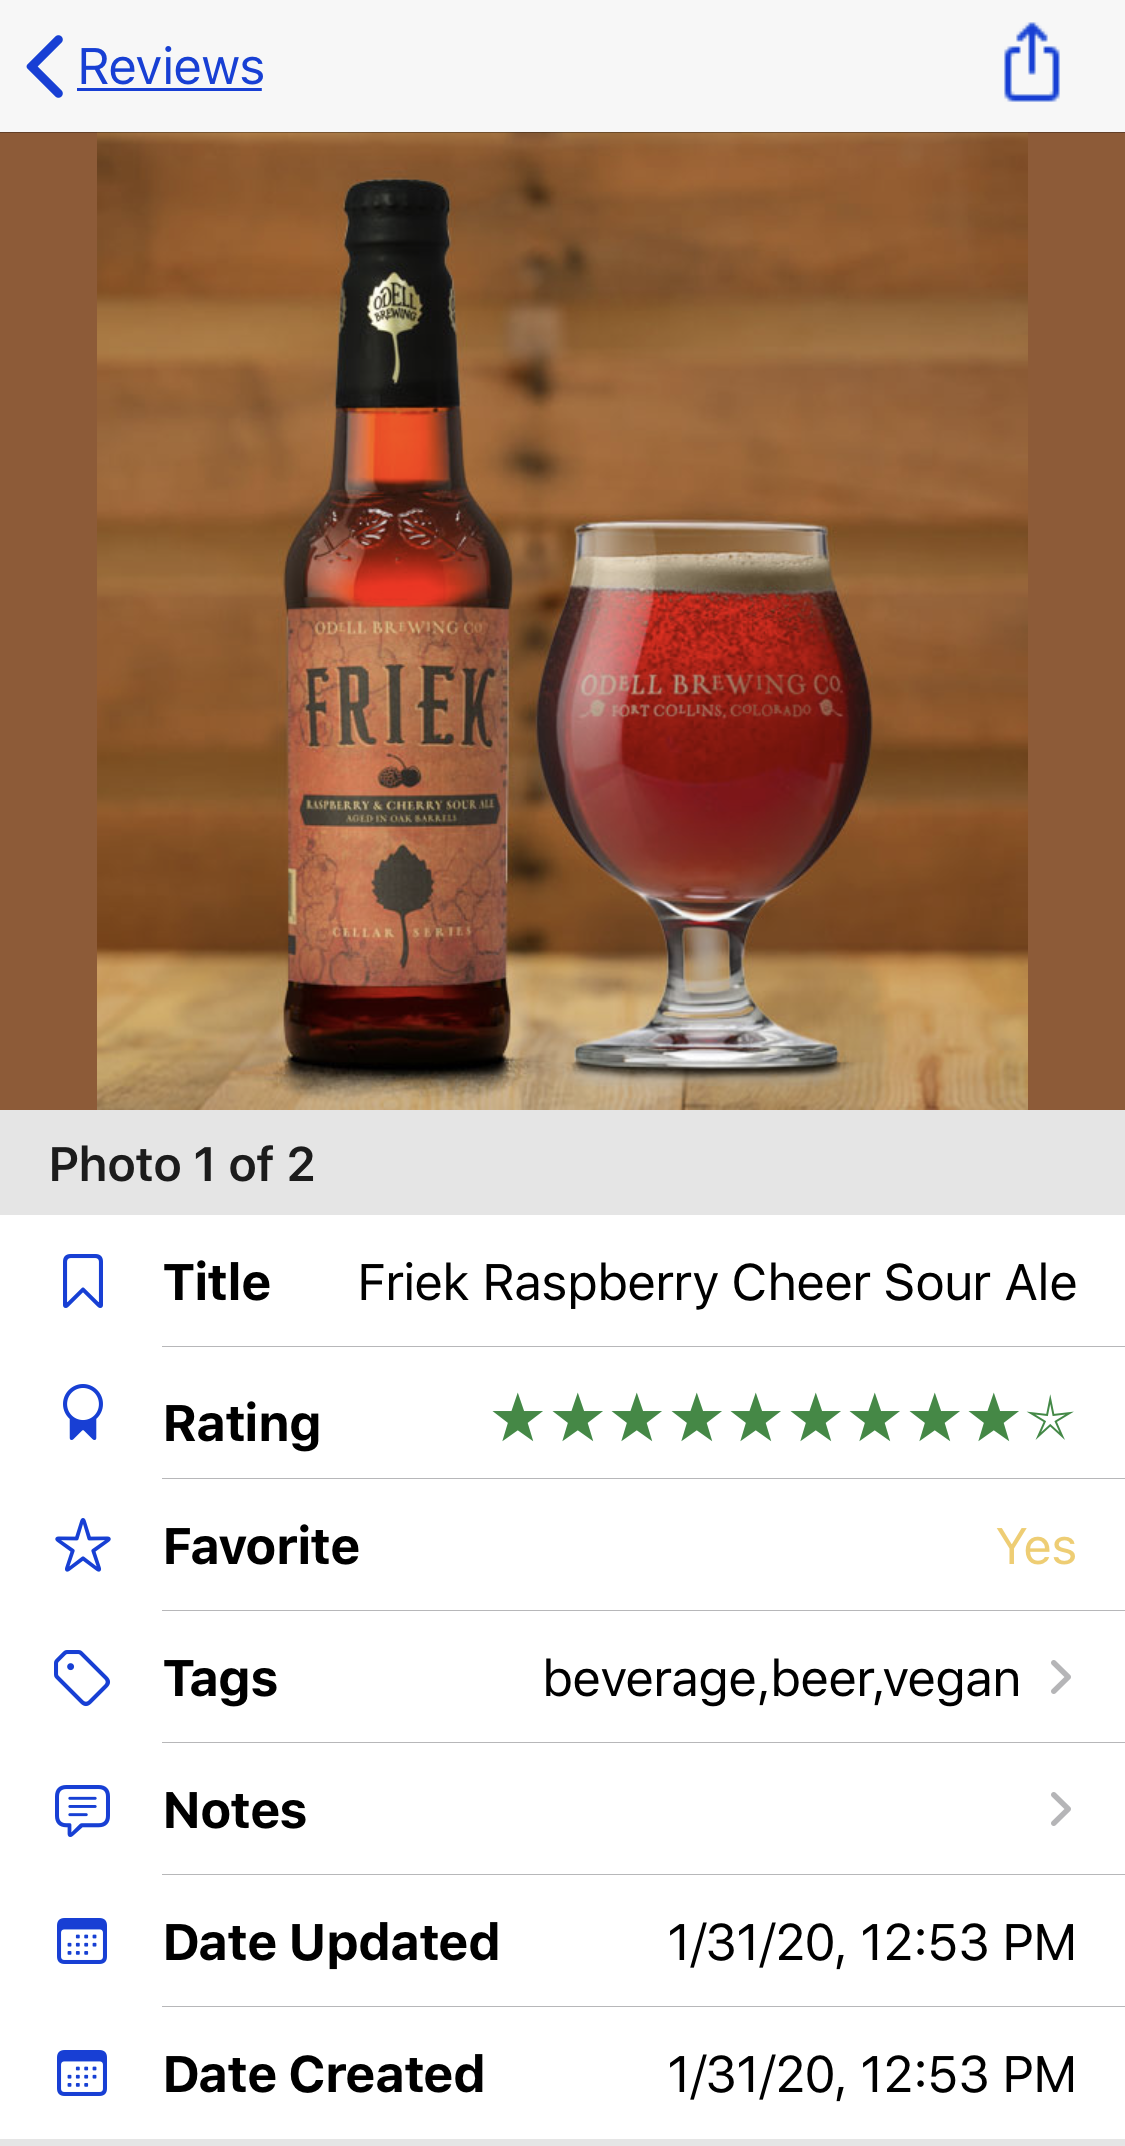 Reviews
ODELL
BREWING
ODELL BREWING CO
FRIEK
RASPBERRY & CHERRY SOUR ALE
AGED IN OAK BARRELS
CELLAR SERIES
ODELL BREWING CO.
FORT COLLINS, COLORADO
Photo 1 of 2
Title Friek Raspberry Cheer Sour Ale
Rating ★★★★★★★★★☆
Favorite Yes
Tags beverage,beer,vegan
Notes
Date Updated 1/31/20, 12:53 PM
Date Created 1/31/20, 12:53 PM